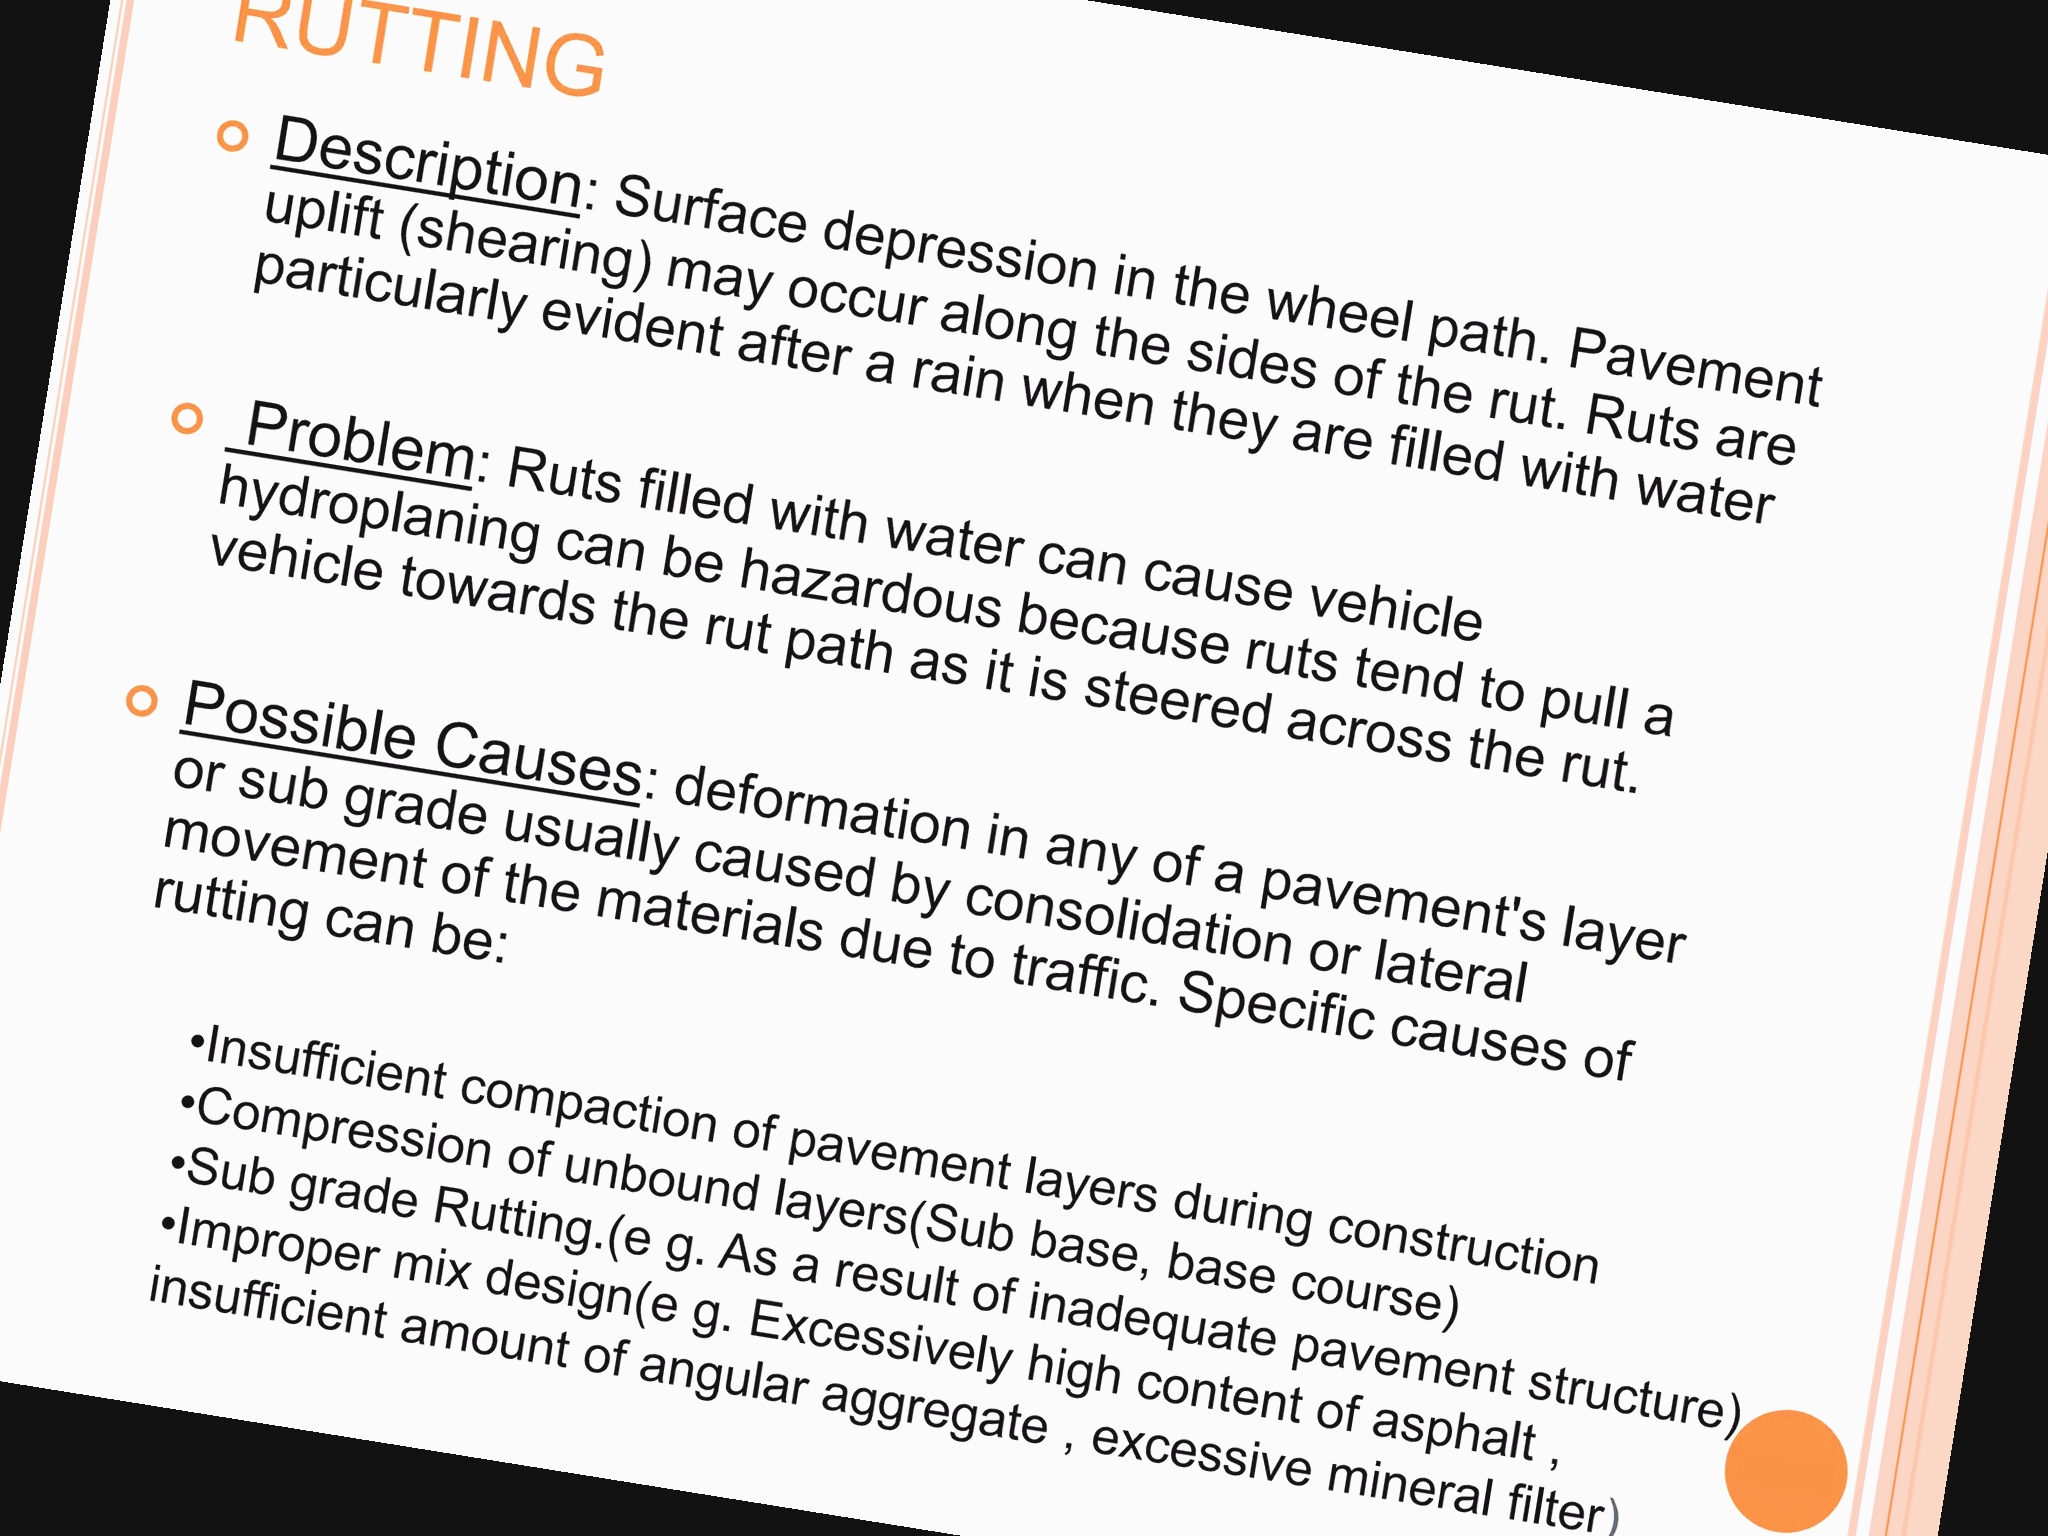 RUTTING
Description: Surface depression in the wheel path. Pavement
uplift (shearing) may occur along the sides of the rut. Ruts are
particularly evident after a rain when they are filled with water
Problem: Ruts filled with water can cause vehicle
hydroplaning can be hazardous because ruts tend to pull a
vehicle towards the rut path as it is steered across the rut.
Possible Causes: deformation in any of a pavement's layer
or sub grade usually caused by consolidation or lateral
movement of the materials due to traffic. Specific causes of
rutting can be:
•Insufficient compaction of pavement layers during construction
•Compression of unbound layers(Sub base, base course)
•Sub grade Rutting.(e g. As a result of inadequate pavement structure)
•Improper mix design(e g. Excessively high content of asphalt ,
insufficient amount of angular aggregate , excessive mineral filter)